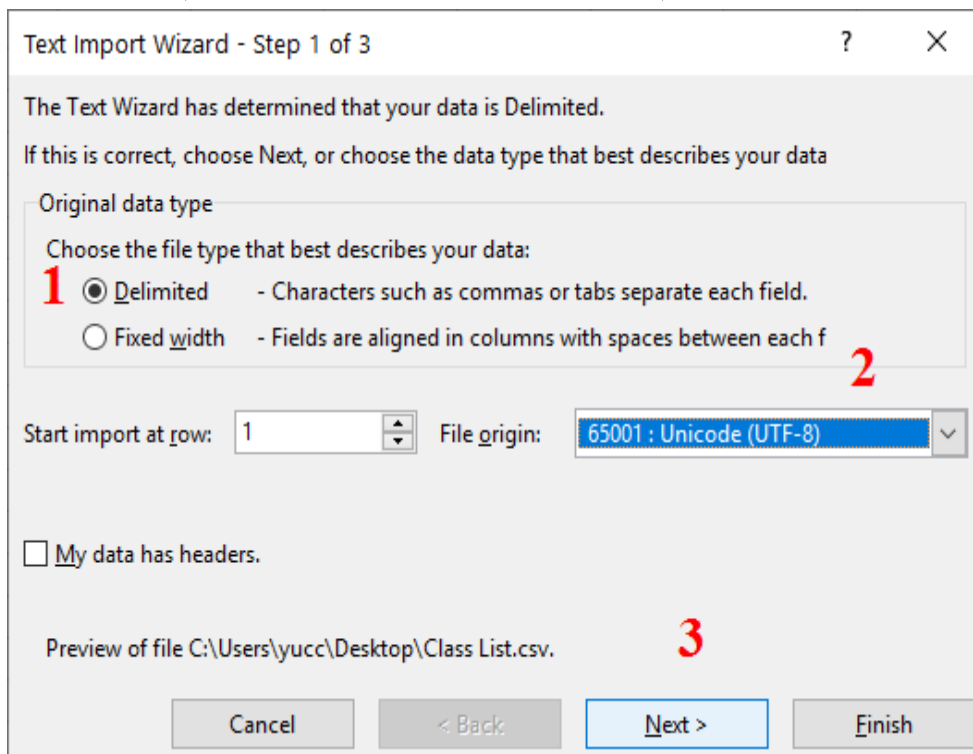 Text Import Wizard - Step 1 of 3 ? X
The Text Wizard has determined that your data is Delimited.
If this is correct, choose Next, or choose the data type that best describes your data
Original data type
Choose the file type that best describes your data:
1 Delimited - Characters such as commas or tabs separate each field.
Fixed width - Fields are aligned in columns with spaces between each f
2
Start import at row: 1 File origin: 65001 : Unicode (UTF-8)
My data has headers.
Preview of file C:\Users\yucc\Desktop\Class List.csv. 3
Cancel < Back Next > Finish